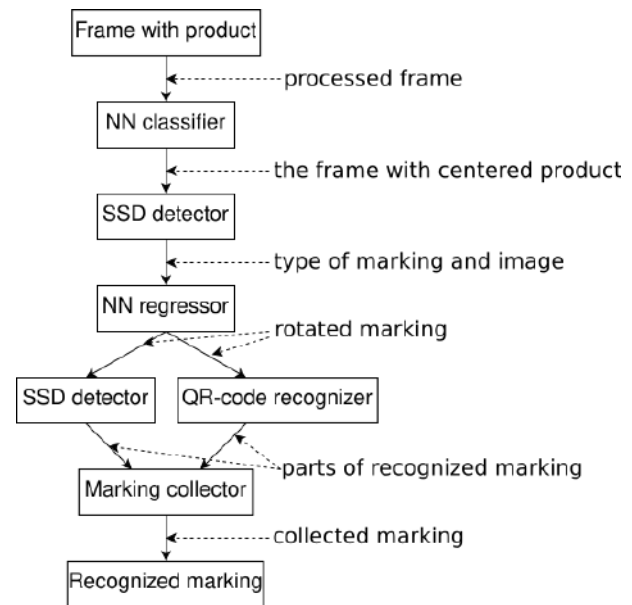 Frame with product
processed frame
NN classifier
the frame with centered product
SSD detector
type of marking and image
NN regressor
rotated marking
SSD detector
QR-code recognizer
parts of recognized marking
Marking collector
collected marking
Recognized marking